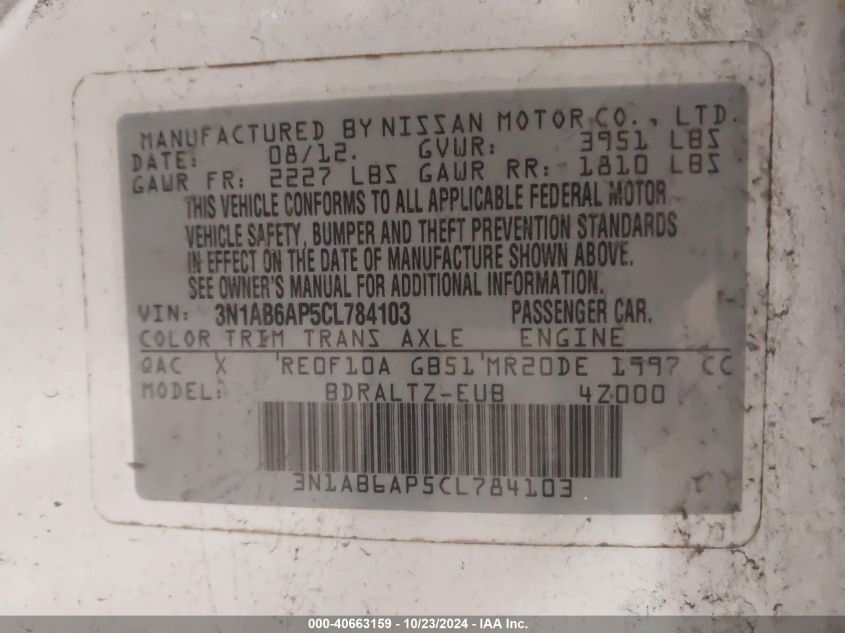 MANUFACTURED BY NISSAN MOTOR CO., LTD.
DATE: 08/12. GVWR: 3951 LBS
GAWR FR: 2227 LBS GAWR RR: 1810 LBS
THIS VEHICLE CONFORMS TO ALL APPLICABLE FEDERAL MOTOR
VEHICLE SAFETY, BUMPER AND THEFT PREVENTION STANDARDS
IN EFFECT ON THE DATE OF MANUFACTURE SHOWN ABOVE.
SEE OWNER'S MANUAL FOR ADDITIONAL INFORMATION.
VIN: 3N1AB6AP5CL784103 PASSENGER CAR.
COLOR TRIM TRANS AXLE ENGINE
QAC X RE0F10A GB51 MR20DE 1997 CC
MODEL: BDRALTZ-EUB 4Z000
3N1AB6AP5CL784103
000-40663159 - 10/23/2024 - IAA Inc.